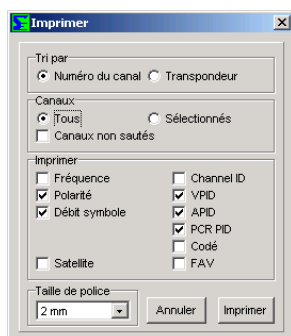 Imprimer
Tri par
Numéro du canal Transpondeur
Canaux
Tous Sélectionnés
Canaux non sautés
Imprimer
Fréquence Channel ID
Polarité VPID
Débit symbole APID
PCR PID
Codé
Satellite FAV
Taille de police
2 mm Annuler Imprimer